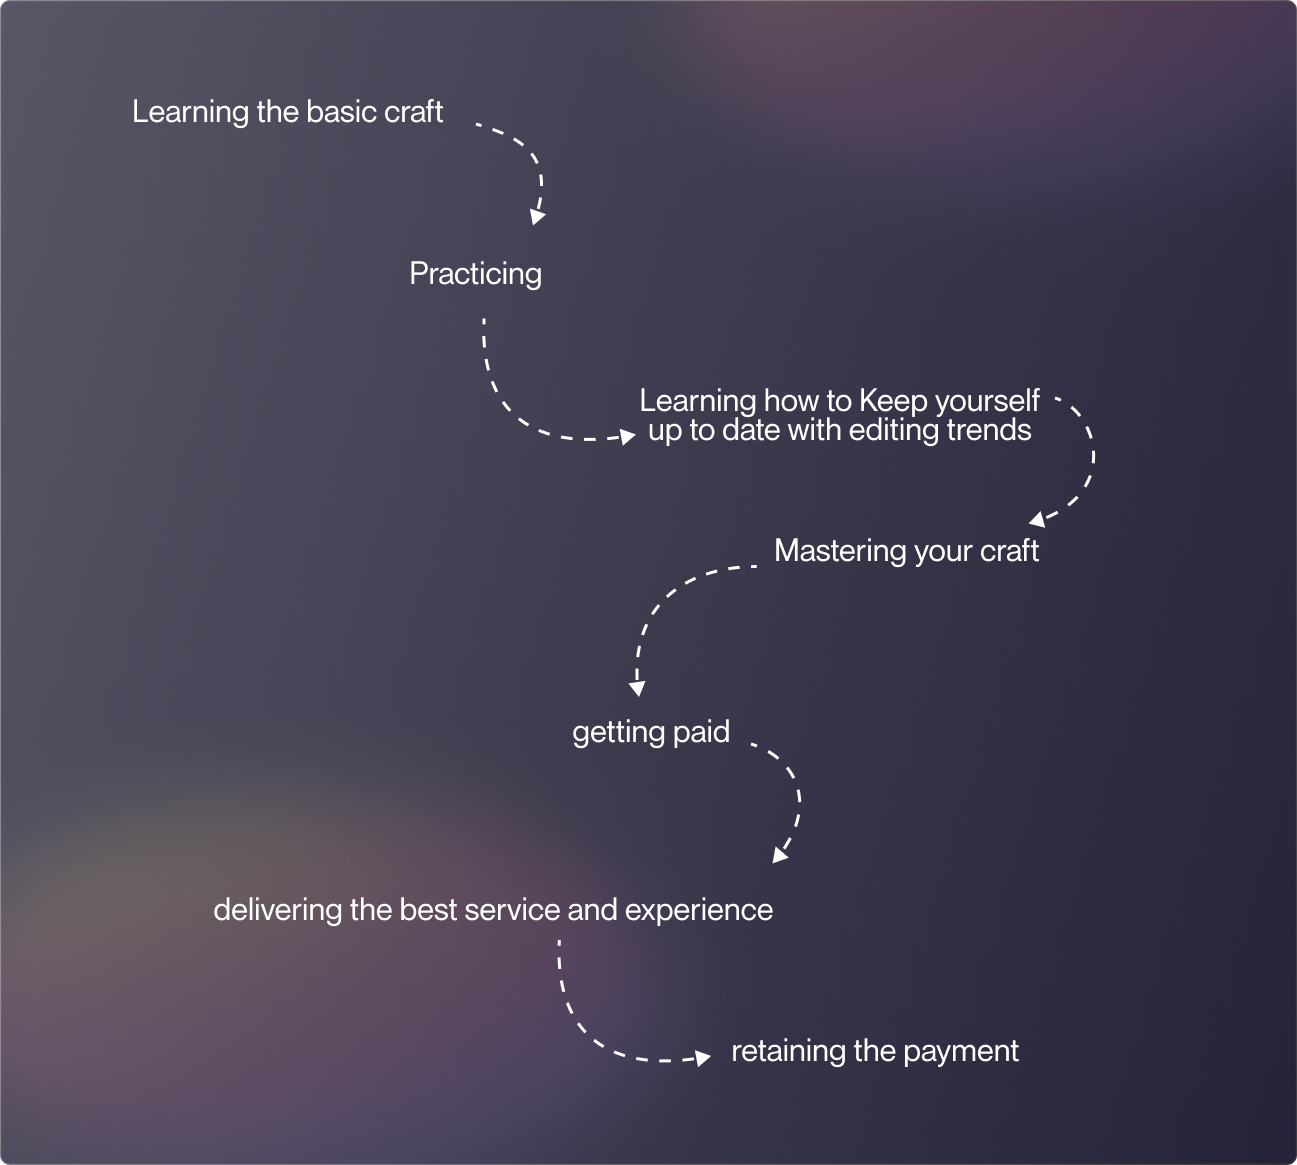 Learning the basic craft
Practicing
Learning how to Keep yourself
up to date with editing trends
Mastering your craft
getting paid
delivering the best service and experience
retaining the payment